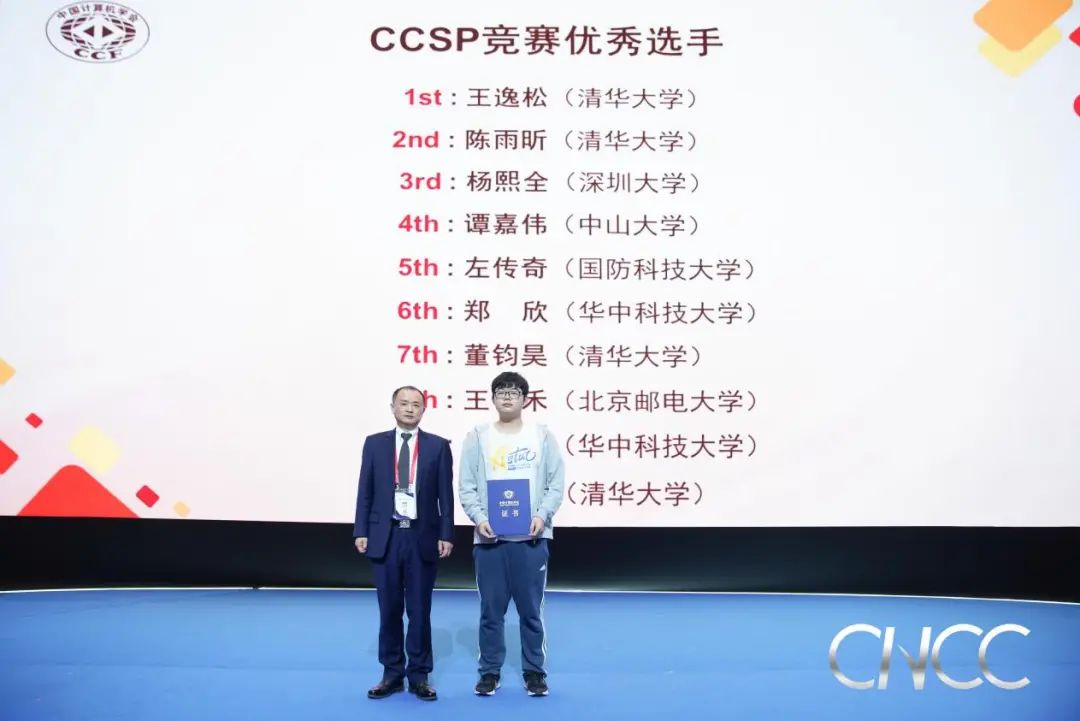 中国计算机学会
CCF
CCSP竞赛优秀选手
1st：王逸松（清华大学）
2nd：陈雨昕（清华大学）
3rd：杨熙全（深圳大学）
4th：谭嘉伟（中山大学）
5th：左传奇（国防科技大学）
6th：郑 欣（华中科技大学）
7th：董钧昊（清华大学）
h：王 禾（北京邮电大学）
（华中科技大学）
（清华大学）
证书
CNCC